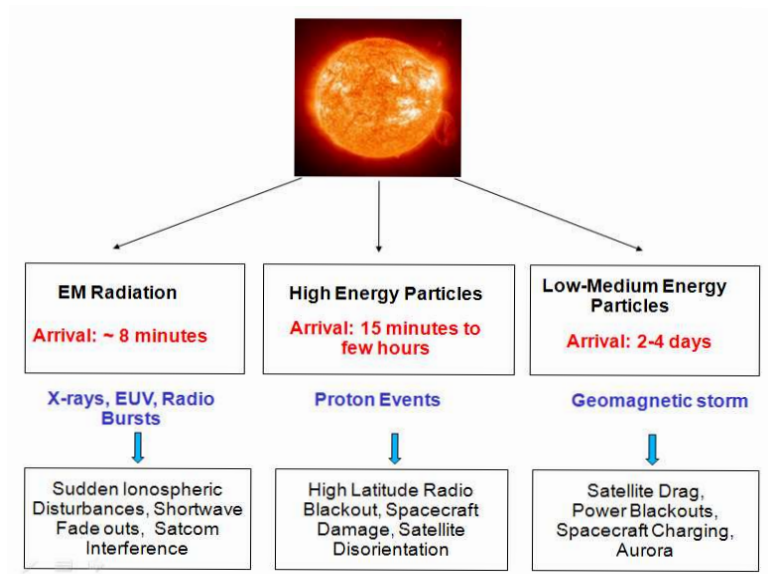 EM Radiation
Arrival: ~ 8 minutes
High Energy Particles
Arrival: 15 minutes to
few hours
Low-Medium Energy
Particles
Arrival: 2-4 days
X-rays, EUV, Radio
Bursts
Proton Events
Geomagnetic storm
Sudden Ionospheric
Disturbances, Shortwave
Fade outs, Satcom
Interference
High Latitude Radio
Blackout, Spacecraft
Damage, Satellite
Disorientation
Satellite Drag,
Power Blackouts,
Spacecraft Charging,
Aurora